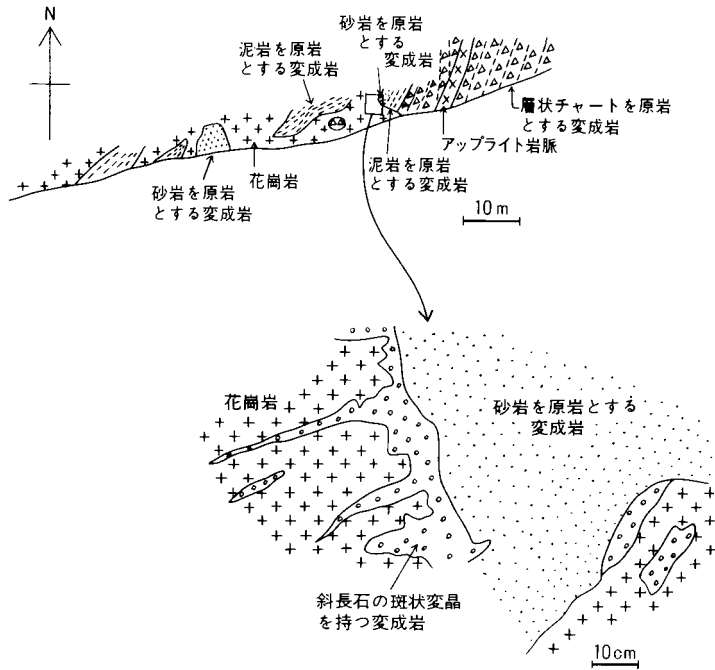 N
砂岩を原岩
とする
変成岩
泥岩を原岩
とする変成岩
層状チャートを原岩
とする変成岩
アップライト岩脈
泥岩を原岩
とする変成岩
花崗岩
砂岩を原岩
とする変成岩
10m
花崗岩
砂岩を原岩とする
変成岩
斜長石の斑状変晶
を持つ変成岩
10cm